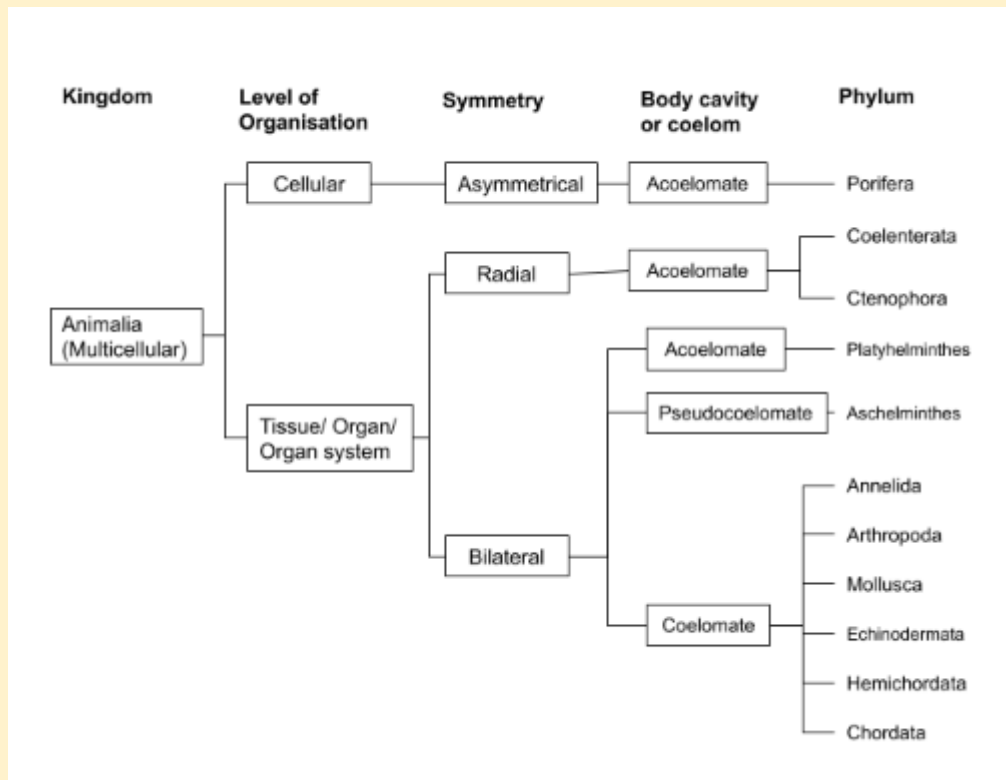 Kingdom
Level of
Organisation
Symmetry
Body cavity
or coelom
Phylum
Cellular
Asymmetrical
Acoelomate
Porifera
Coelenterata
Radial
Acoelomate
Ctenophora
Animalia
(Multicellular)
Acoelomate
Platyhelminthes
Pseudocoelomate
Aschelminthes
Tissue/ Organ/
Organ system
Annelida
Arthropoda
Bilateral
Mollusca
Coelomate
Echinodermata
Hemichordata
Chordata